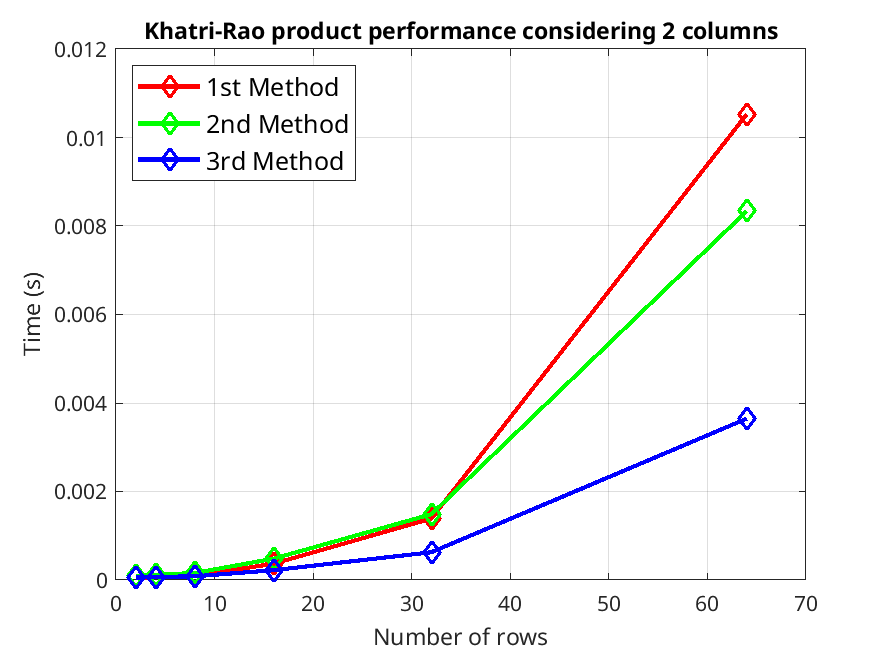 Khatri-Rao product performance considering 2 columns
0.012
0.01
0.008
0.006
0.004
0.002
0
Time (s)
1st Method
2nd Method
3rd Method
0 10 20 30 40 50 60 70
Number of rows